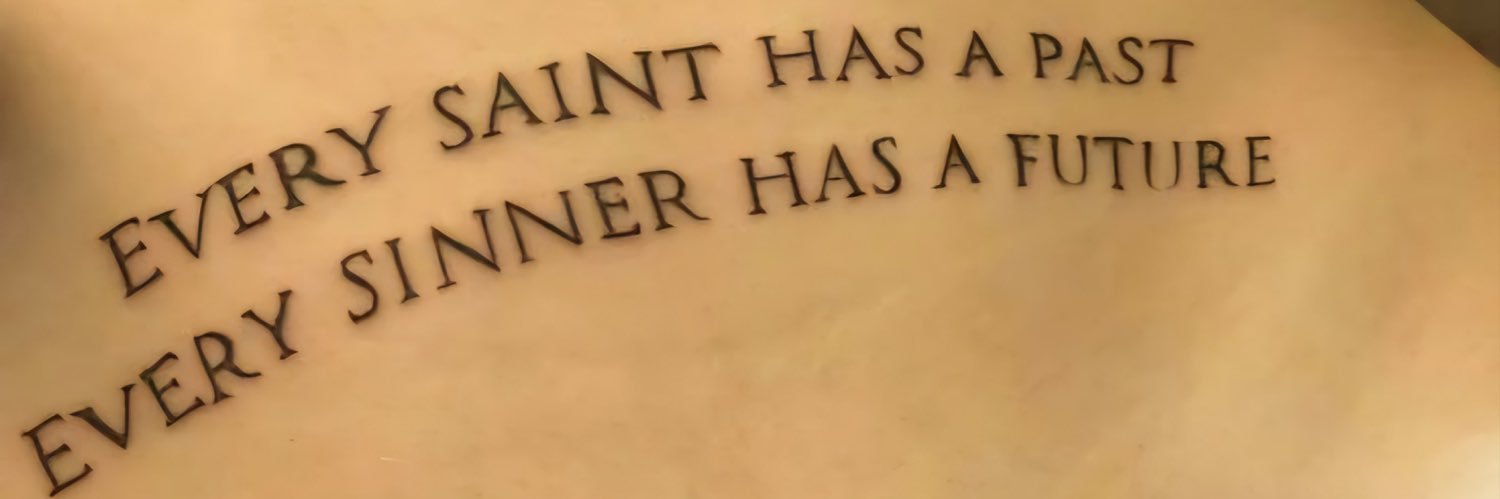 EVERY SAINT HAS A PAST
EVERY SINNER HAS A FUTURE